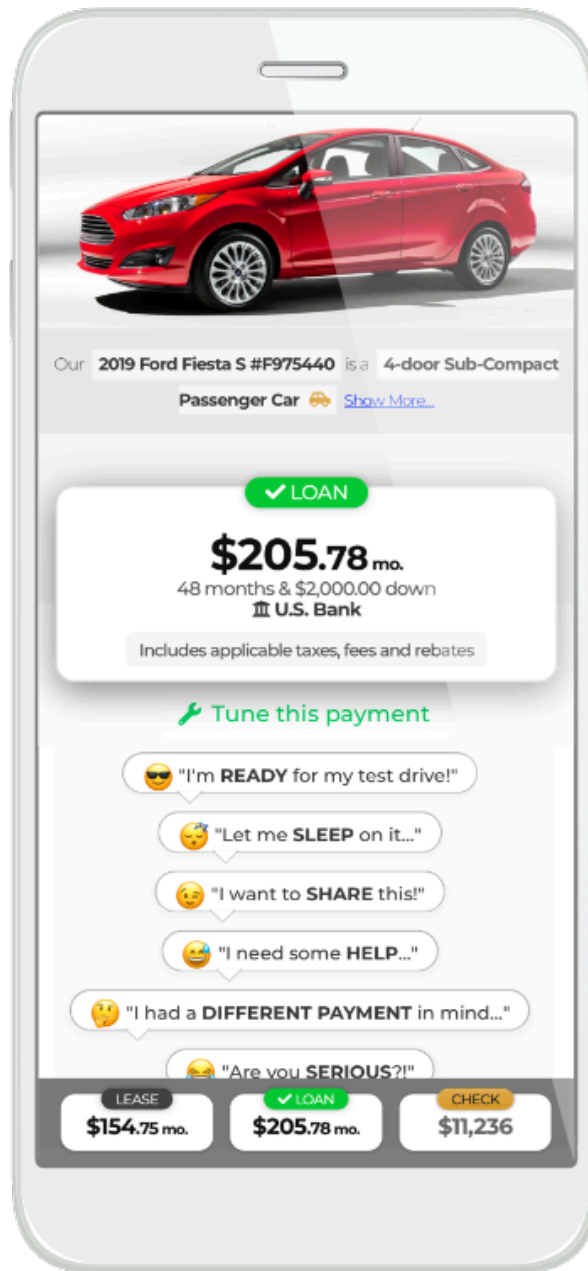 Our 2019 Ford Fiesta S #F975440 is a 4-door Sub-Compact
Passenger Car Show More...
LOAN
$205.78 mo.
48 months & $2,000.00 down
U.S. Bank
Includes applicable taxes, fees and rebates
Tune this payment
"I'm READY for my test drive!"
"Let me SLEEP on it..."
"I want to SHARE this!"
"I need some HELP..."
"I had a DIFFERENT PAYMENT in mind..."
"Are you SERIOUS?!"
LEASE
$154.75 mo.
LOAN
$205.78 mo.
CHECK
$11,236